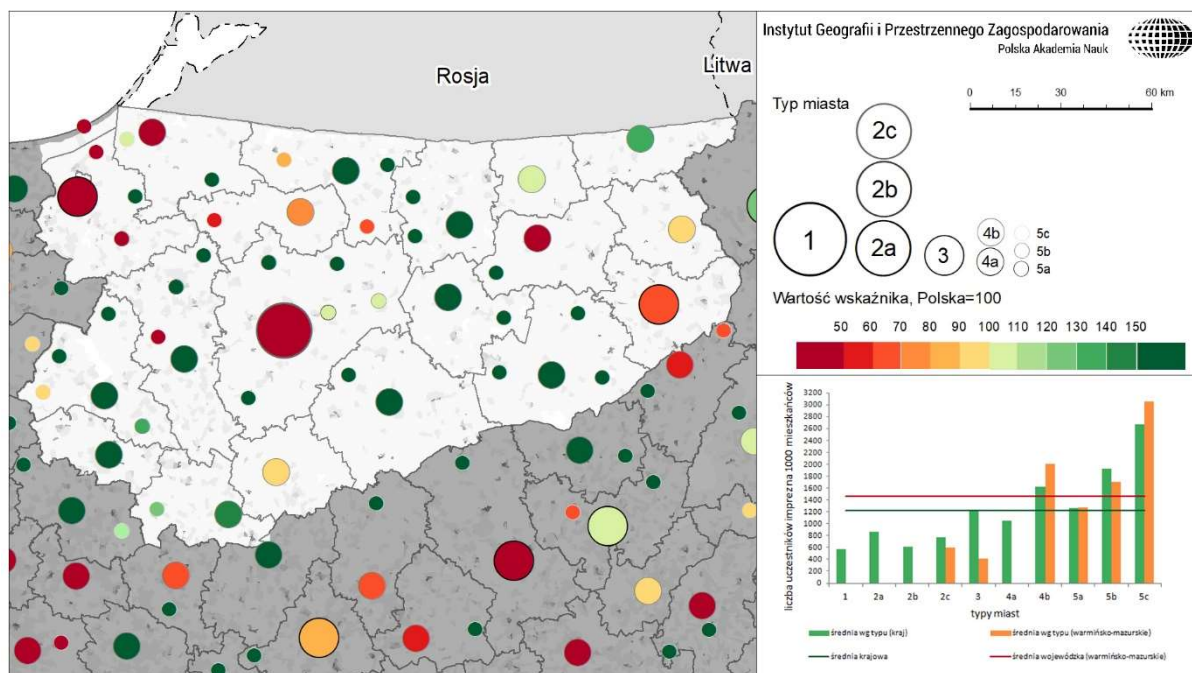 Rosja
Litwa
Instytut Geografii i Przestrzennego Zagospodarowania
Polska Akademia Nauk
0 15 30 60 km
Typ miasta
2c
2b
1
2a
3
4b
4a
5c
5b
5a
Wartość wskaźnika, Polska=100
50 60 70 80 90 100 110 120 130 140 150
liczba uczestników imprez na 1000 mieszkańców
3200
3000
2800
2600
2400
2200
2000
1800
1600
1400
1200
1000
800
600
400
200
0
1 2a 2b 2c 3 4a 4b 5a 5b 5c
typy miast
średnia wg typu (kraj)
średnia wg typu (warmińsko-mazurskie)
średnia krajowa
średnia wojewódzka (warmińsko-mazurskie)